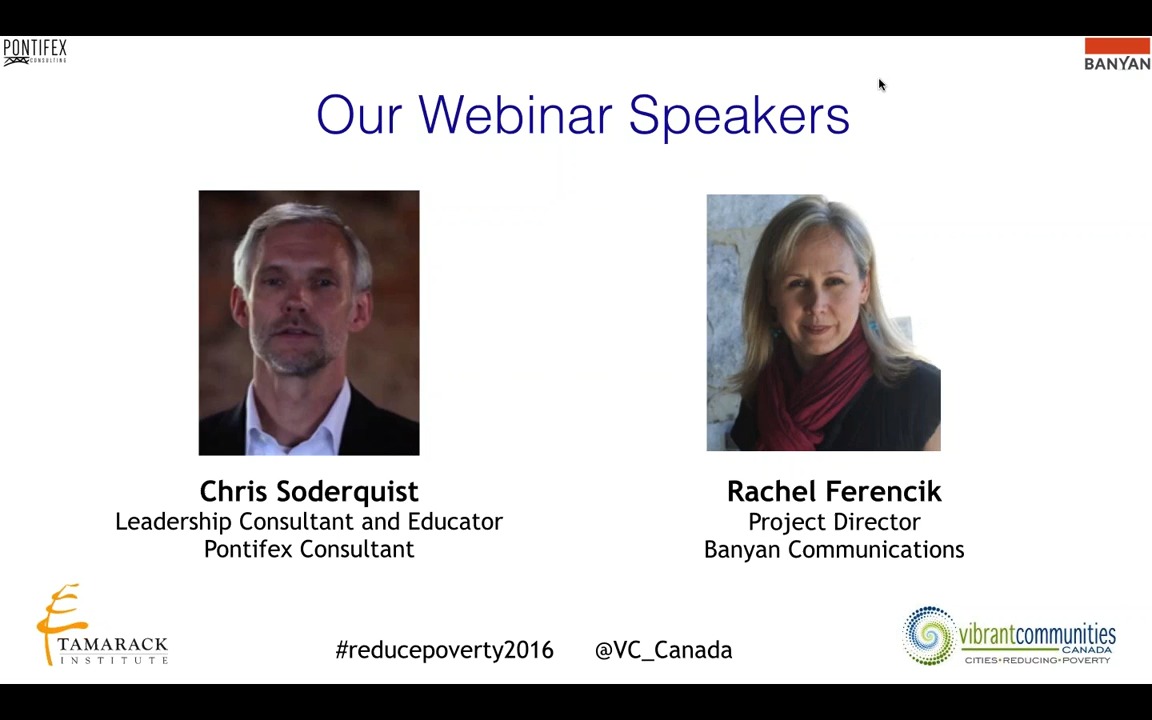 PONTIFEX
CONSULTING
BANYAN
Our Webinar Speakers
Chris Soderquist
Leadership Consultant and Educator
Pontifex Consultant
Rachel Ferencik
Project Director
Banyan Communications
TAMARACK
INSTITUTE
#reducepoverty2016 @VC_Canada
vibrantcommunities
CANADA
CITIES•REDUCING•POVERTY